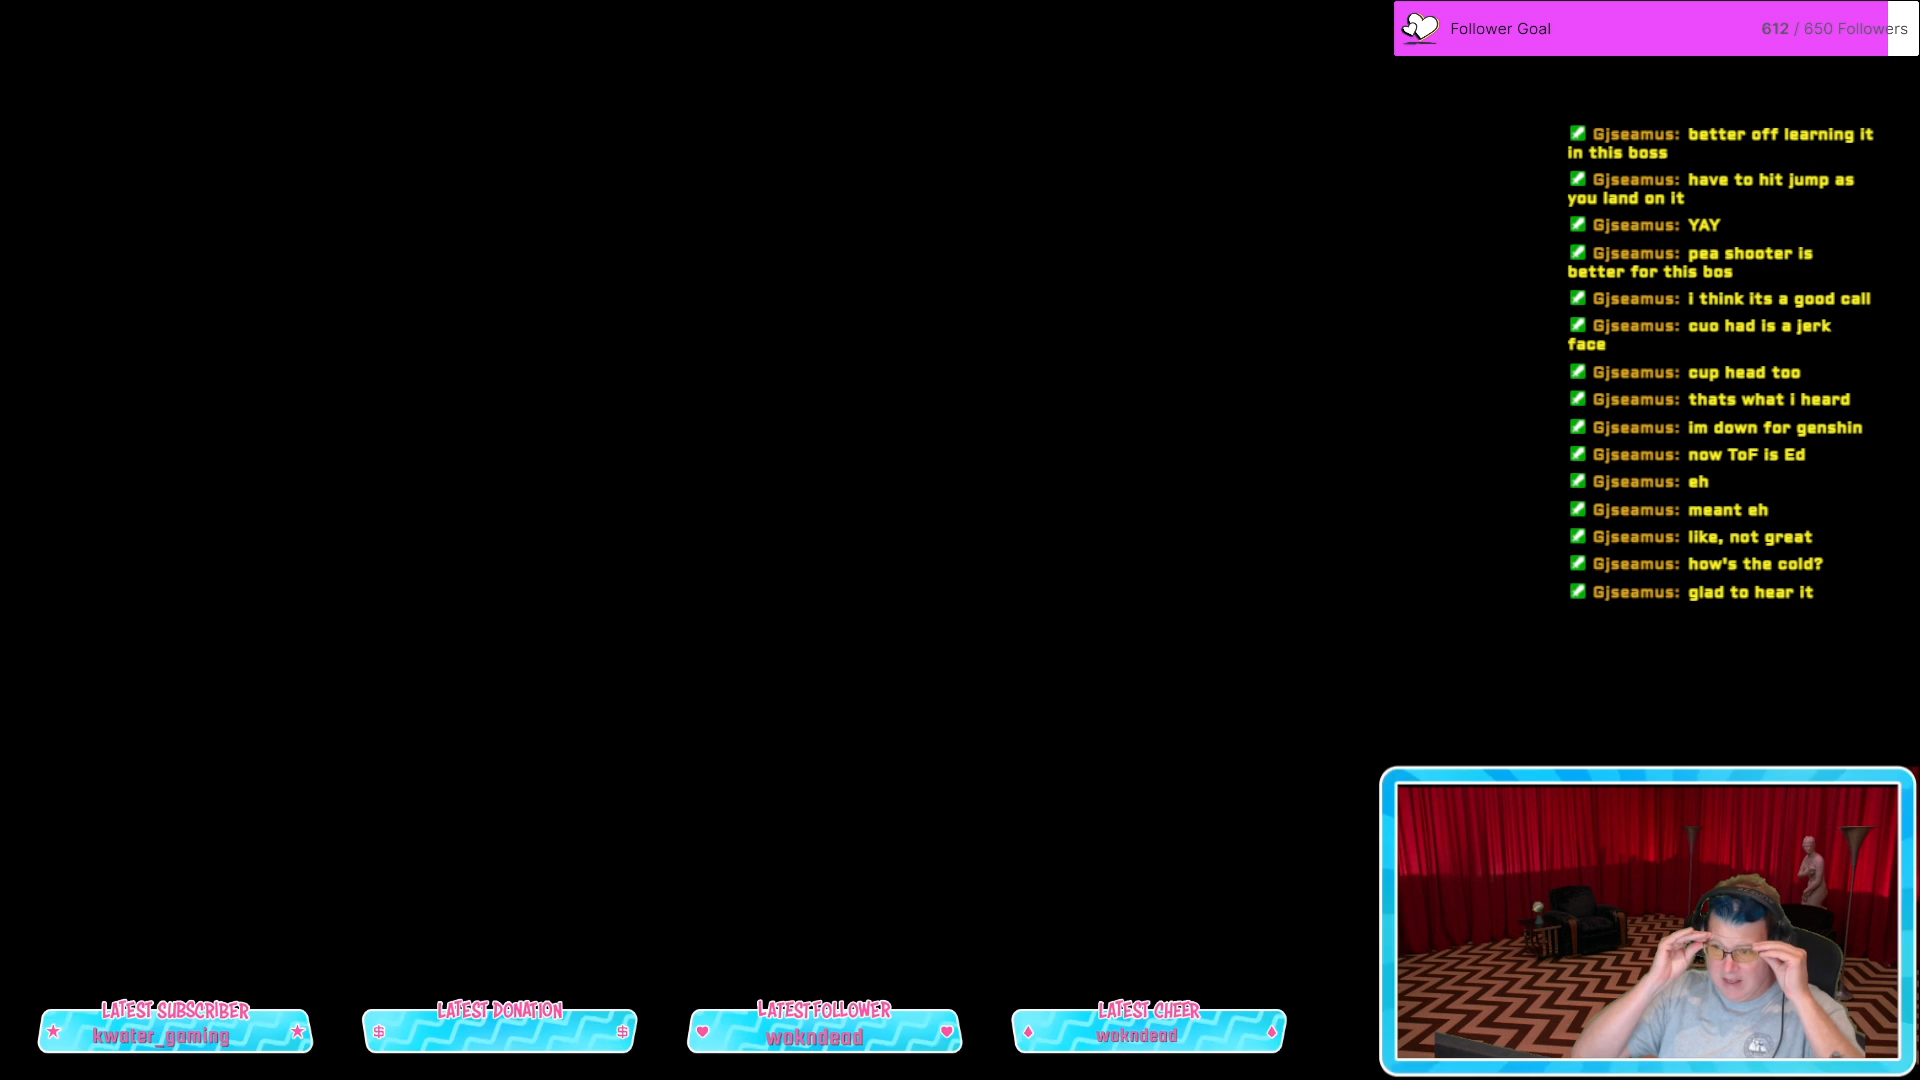 Follower Goal
612 / 650 Followers
Gjseamus: better off learning it
in this boss
Gjseamus: have to hit jump as
you land on it
Gjseamus: YAY
Gjseamus: pea shooter is
better for this bos
Gjseamus: i think its a good call
Gjseamus: cuo had is a jerk
face
Gjseamus: cup head too
Gjseamus: thats what i heard
Gjseamus: im down for genshin
Gjseamus: now ToF is Ed
Gjseamus: eh
Gjseamus: meant eh
Gjseamus: like, not great
Gjseamus: how's the cold?
Gjseamus: glad to hear it
LATEST SUBSCRIBER
kwater_gaming
LATEST DONATION
LATEST FOLLOWER
wokndead
LATEST CHEER
wokndead